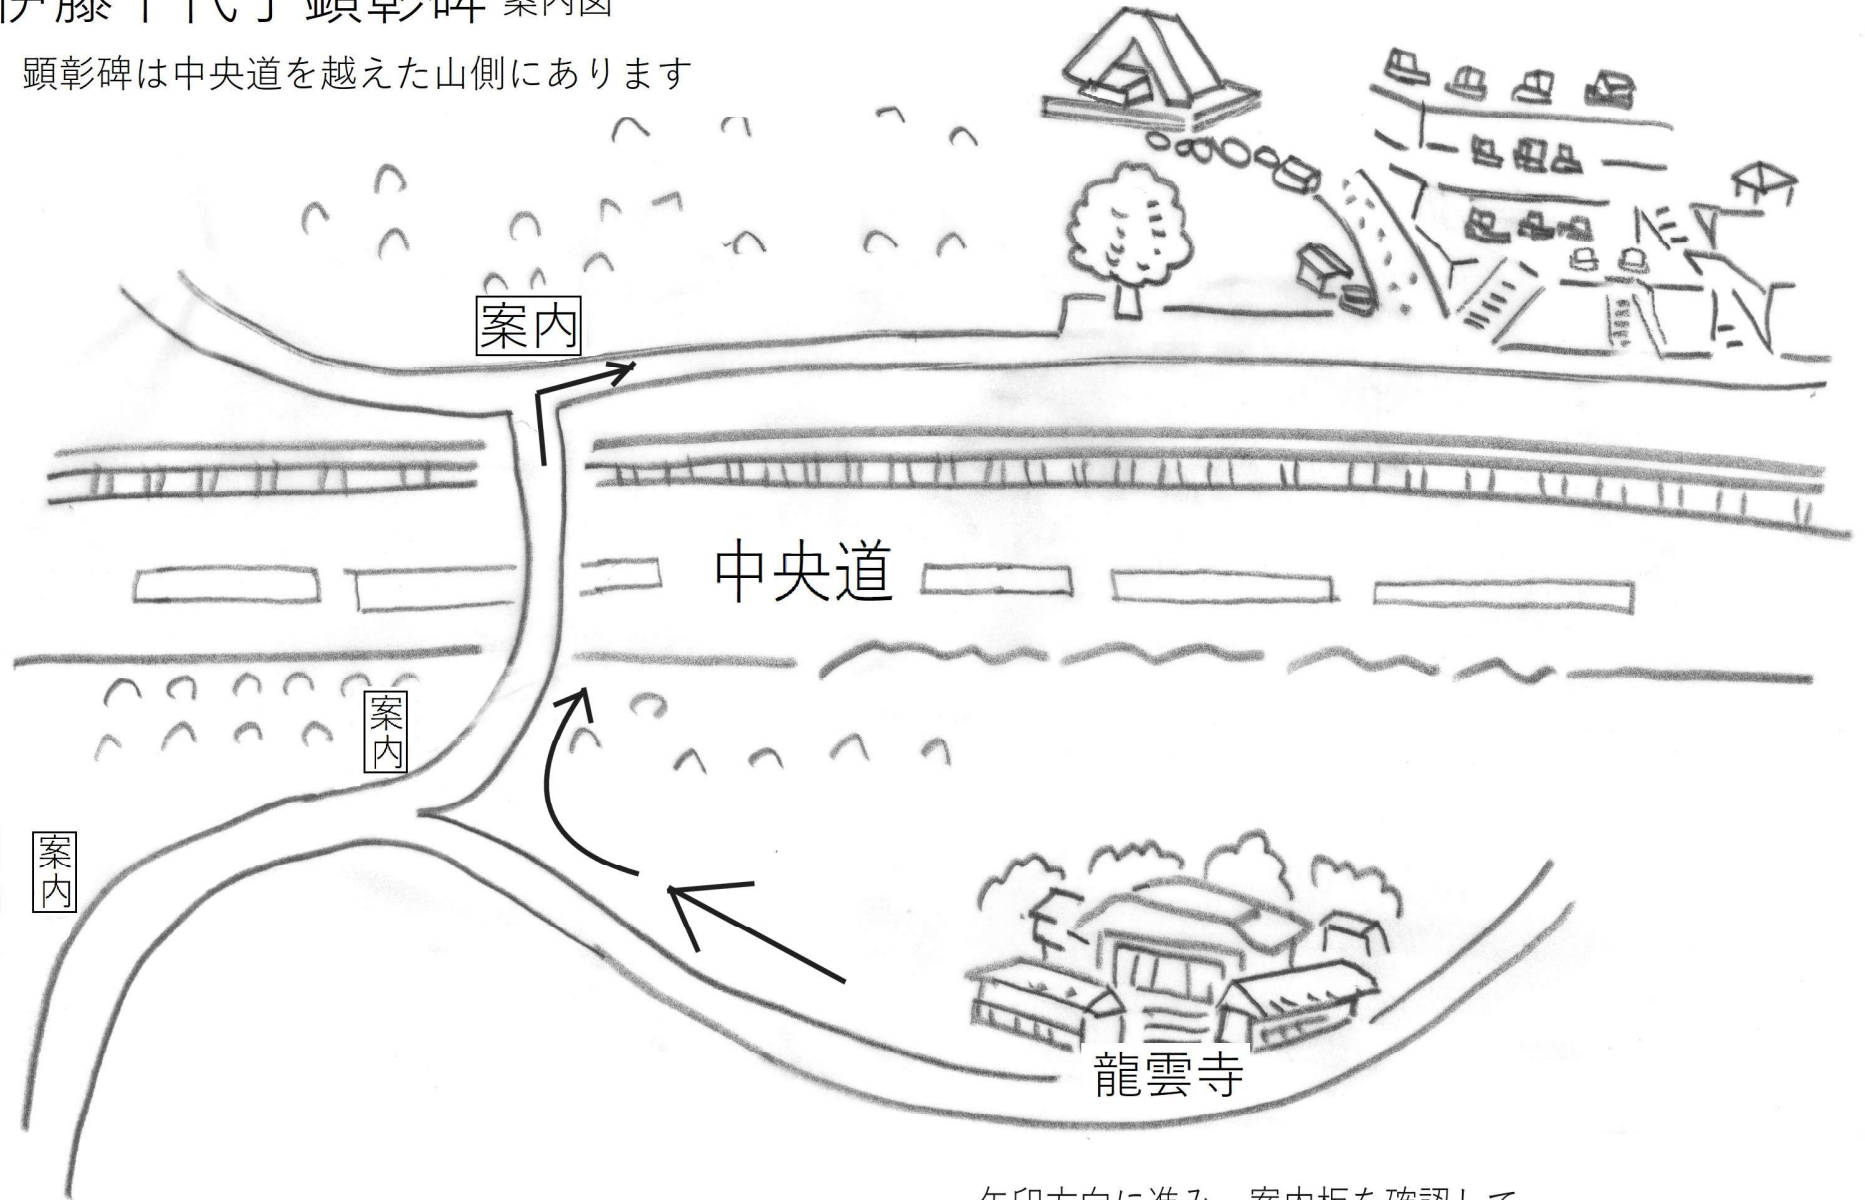 伊藤千代子顕彰碑 案内図
顕彰碑は中央道を越えた山側にあります
案内
中央道
案内
案内
龍雲寺
矢印方向に進み、案内板を確認して